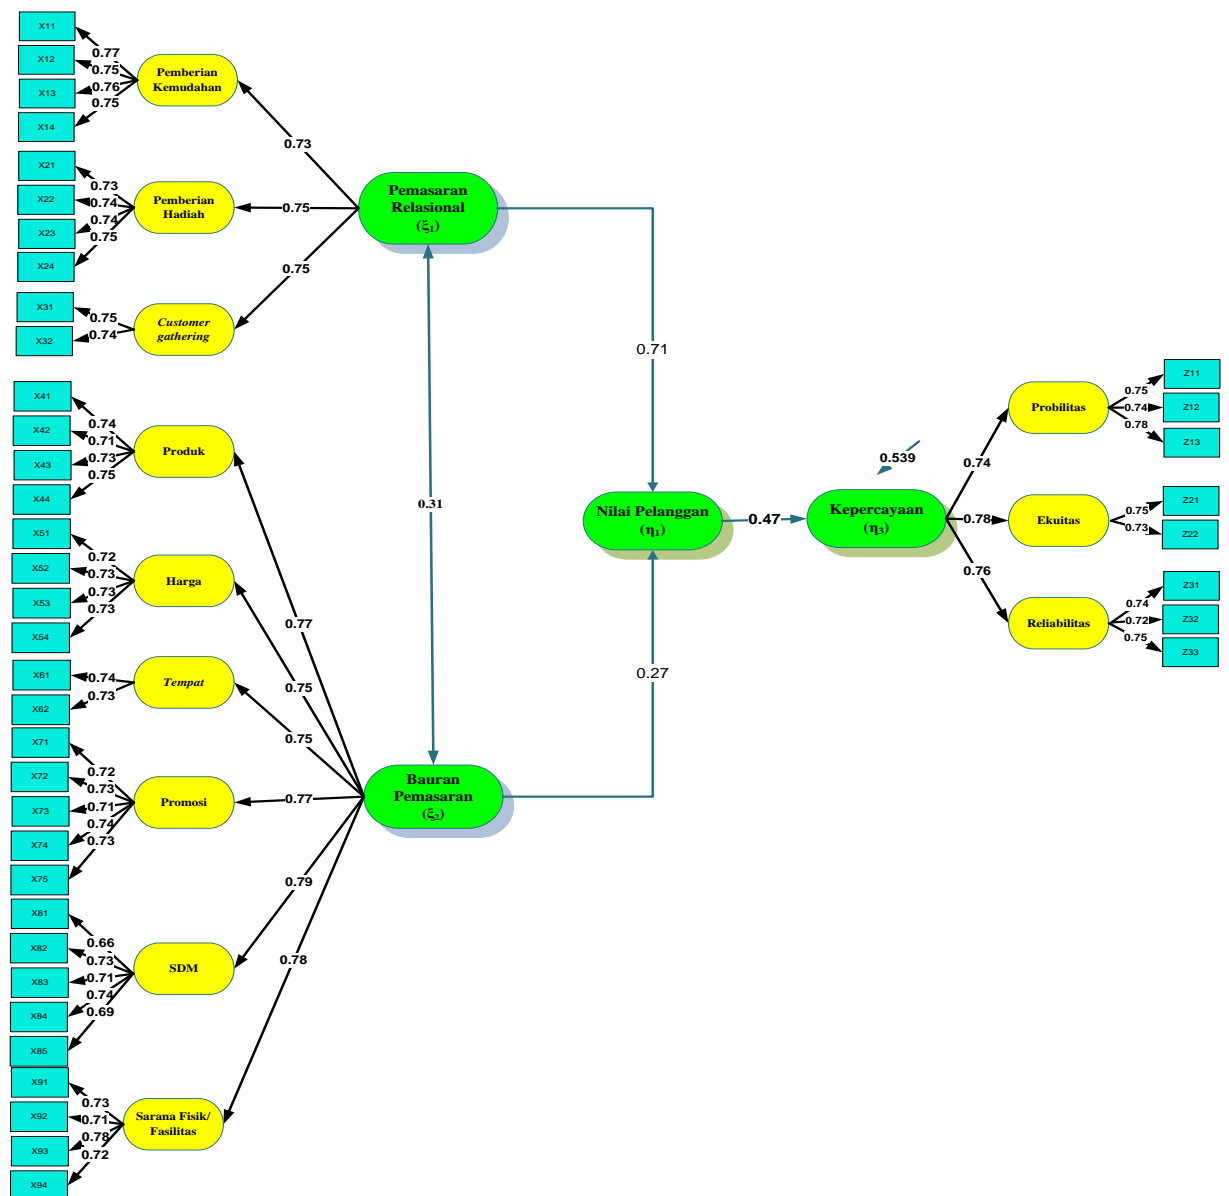 X11
X12
X13
X14
0.77
0.75
0.76
0.75
Pemberian
Kemudahan
0.73
X21
X22
X23
X24
0.73
0.74
0.74
0.75
Pemberian
Hadiah
0.75
X31
X32
0.75
0.74
Customer
gathering
0.75
Pemasaran
Relasional
(ξ₁)
0.71
0.31
X41
X42
X43
X44
0.74
0.71
0.73
0.75
Produk
0.77
X51
X52
X53
X54
0.72
0.73
0.73
0.73
Harga
0.75
X61
X62
0.74
0.73
Tempat
0.75
X71
X72
X73
X74
X75
0.72
0.73
0.71
0.74
0.73
Promosi
0.77
X81
X82
X83
X84
X85
0.66
0.73
0.71
0.74
0.69
SDM
0.79
X91
X92
X93
X94
0.73
0.71
0.78
0.72
Sarana Fisik/
Fasilitas
0.78
Bauran
Pemasaran
(ξ₂)
0.27
Nilai Pelanggan
(η₁)
0.47
0.539
Kepercayaan
(η₃)
0.74
Probilitas
0.75
0.74
0.78
Z11
Z12
Z13
0.78
Ekuitas
0.75
0.73
Z21
Z22
0.76
Reliabilitas
0.74
0.72
0.75
Z31
Z32
Z33